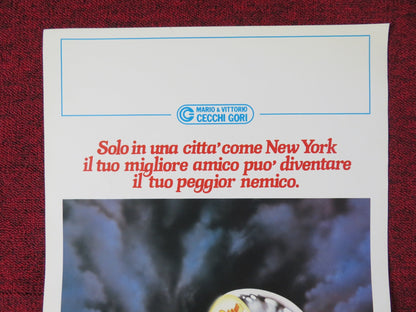 MARIO & VITTORIO
CECCHI GORI
Solo in una citta' come New York
il tuo migliore amico puo' diventare
il tuo peggior nemico.